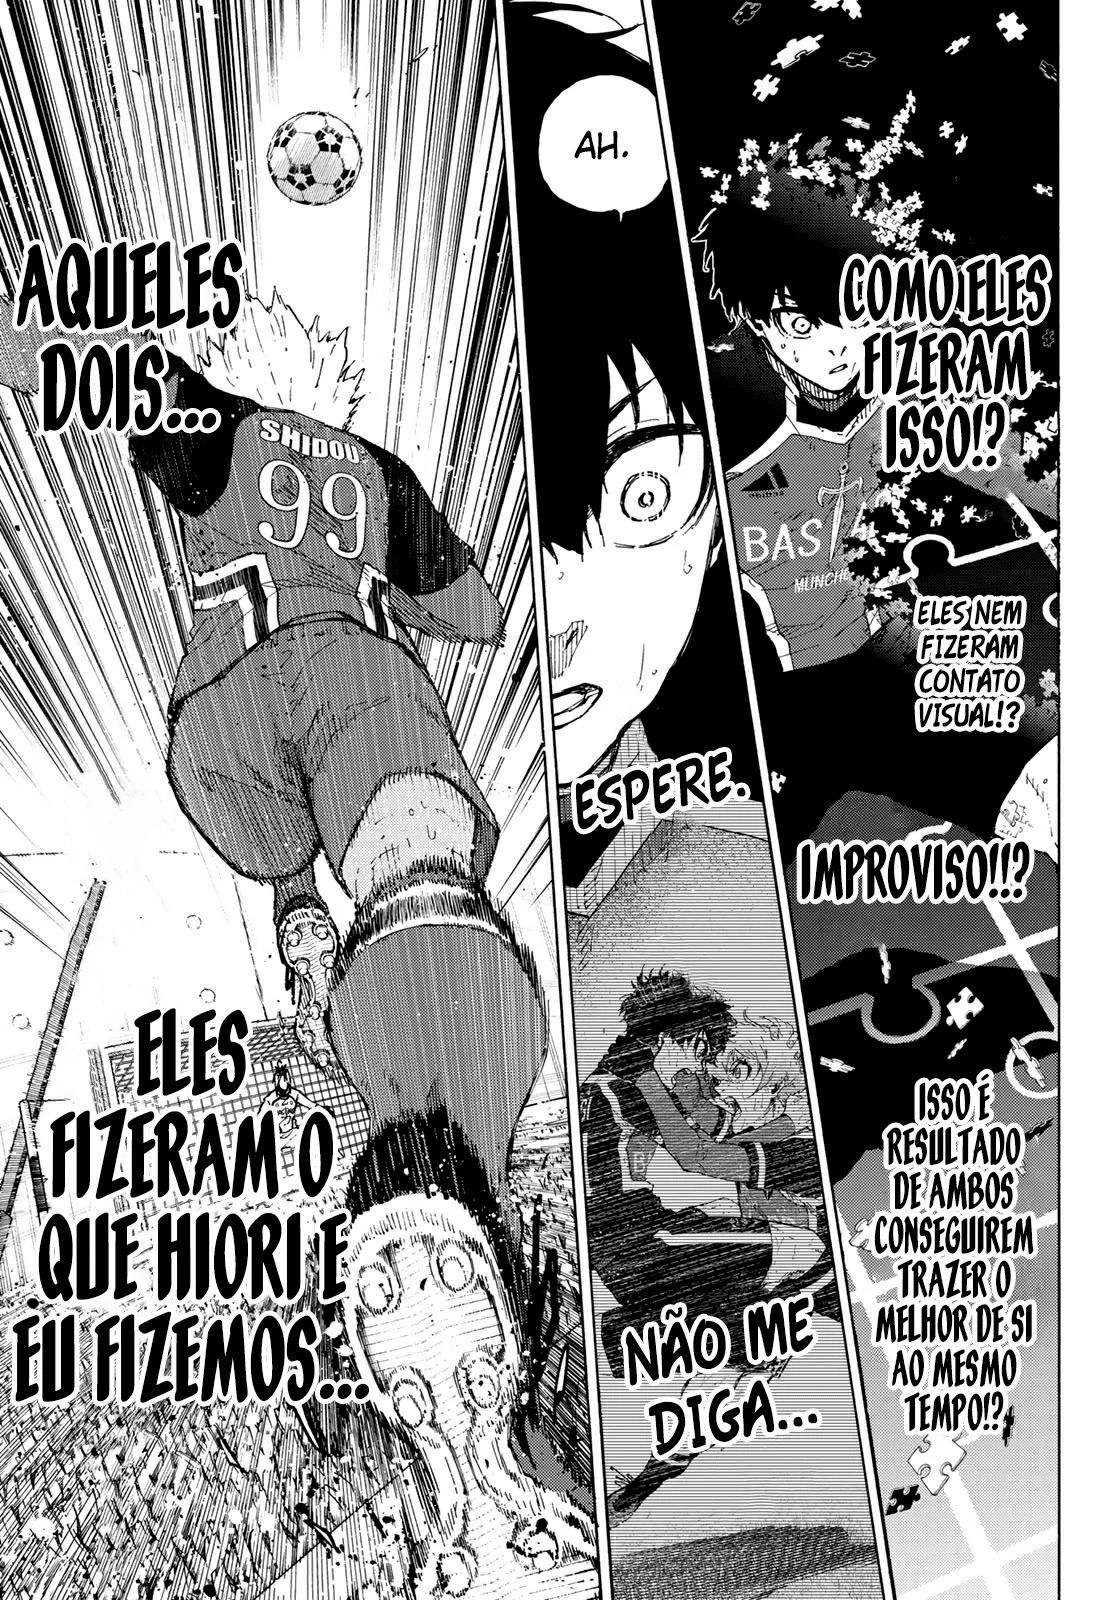 COMO ELES
FIZERAM
ISSO!?
BAST
MÜNCHE
adidas
ELES NEM
FIZERAM
CONTATO
VISUAL!?
IMPROVISO!!?
ISSO É
RESULTADO
DE AMBOS
CONSEGUIREM
TRAZER O
MELHOR DE SI
AO MESMO
TEMPO!?
AH.
ESPERE.
NÃO ME
DIGA...
AQUELES
DOIS...
SHIDOU
99
ELES
FIZERAM O
QUE HIORI E
EU FIZEMOS...